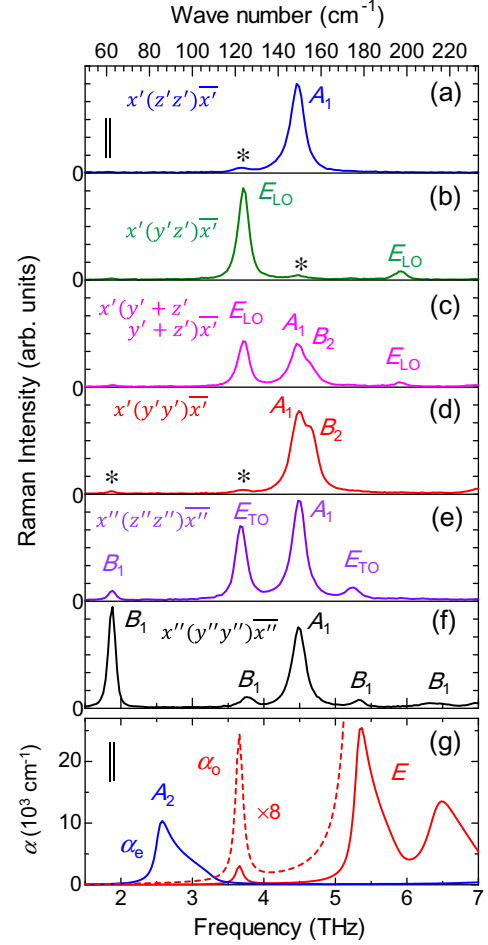 Wave number (cm⁻¹)
60 80 100 120 140 160 180 200 220
x′(z′z′)x̅′̅ A₁ (a)
*
0
x′(y′z′)x̅′̅ E_LO (b)
* E_LO
0
x′(y′ + z′ (c)
y′ + z′)x̅′̅ E_LO A₁ B₂
E_LO
0
x′(y′y′)x̅′̅ A₁ B₂ (d)
* *
0
x″(z″z″)x̅″̅ E_TO A₁ (e)
B₁ E_TO
0
B₁ x″(y″y″)x̅″̅ A₁ (f)
B₁ B₁ B₁
0
Raman Intensity (arb. units)
(g)
20
10
0
α (10³ cm⁻¹)
A₂ αₒ E
×8
αₑ
2 3 4 5 6 7
Frequency (THz)